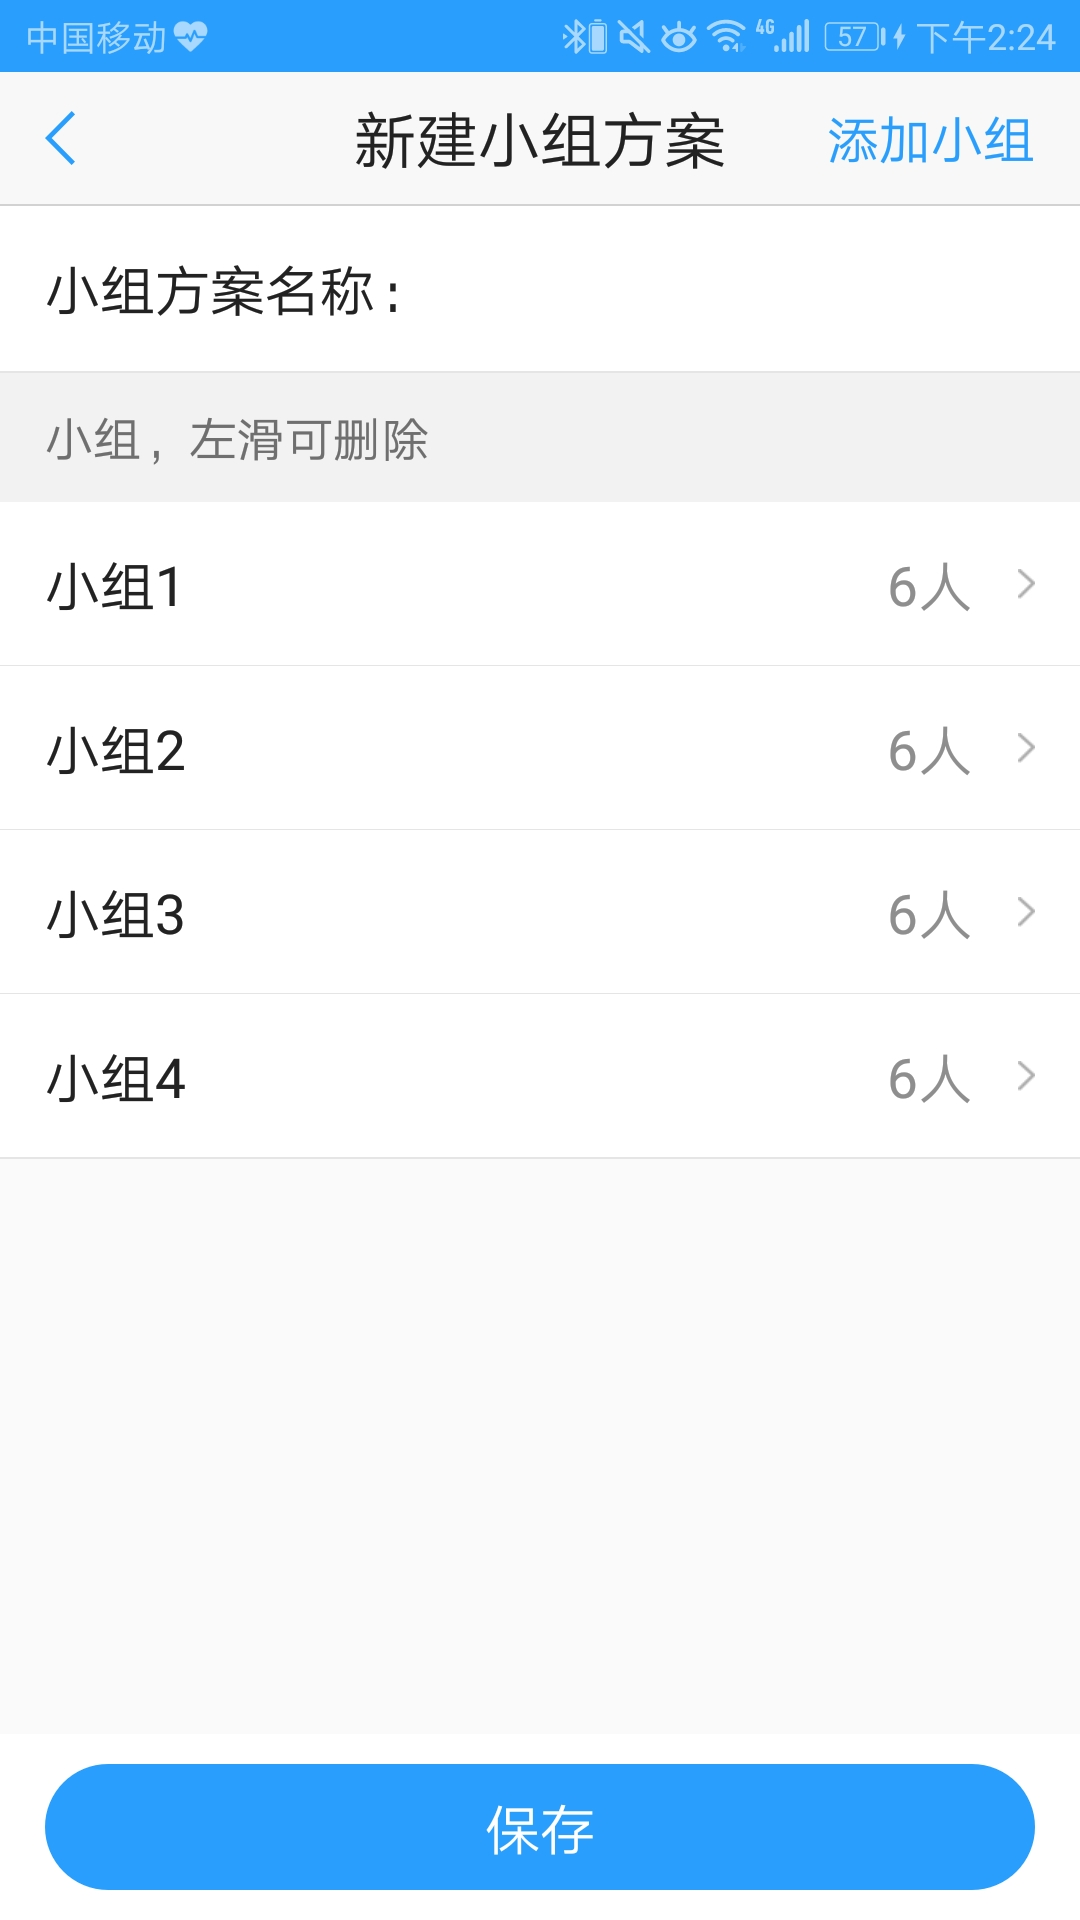 中国移动 4G 57 下午2:24
新建小组方案 添加小组
小组方案名称:
小组，左滑可删除
小组1 6人
小组2 6人
小组3 6人
小组4 6人
保存